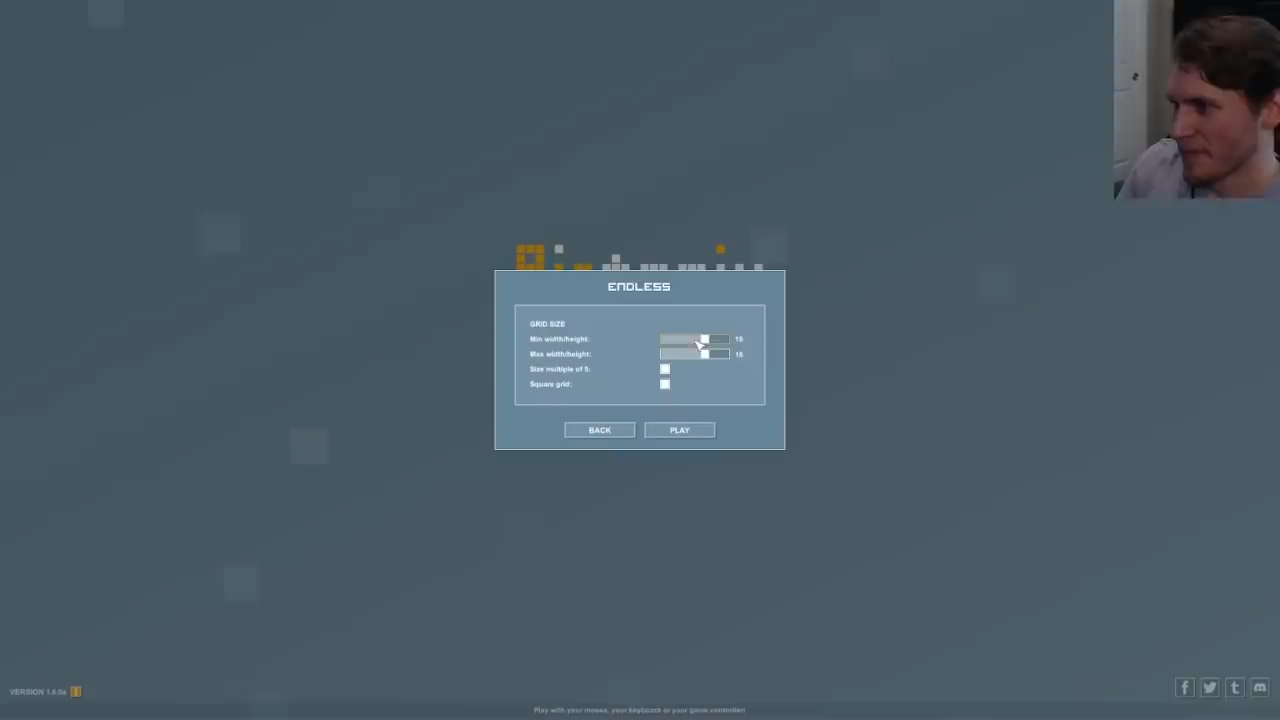 ENDLESS
GRID SIZE
Min width/height: 15
Max width/height: 15
Size multiple of 5:
Square grid:
BACK PLAY
VERSION 1.6.0a
Play with your mouse, your keyboard or your game controller!